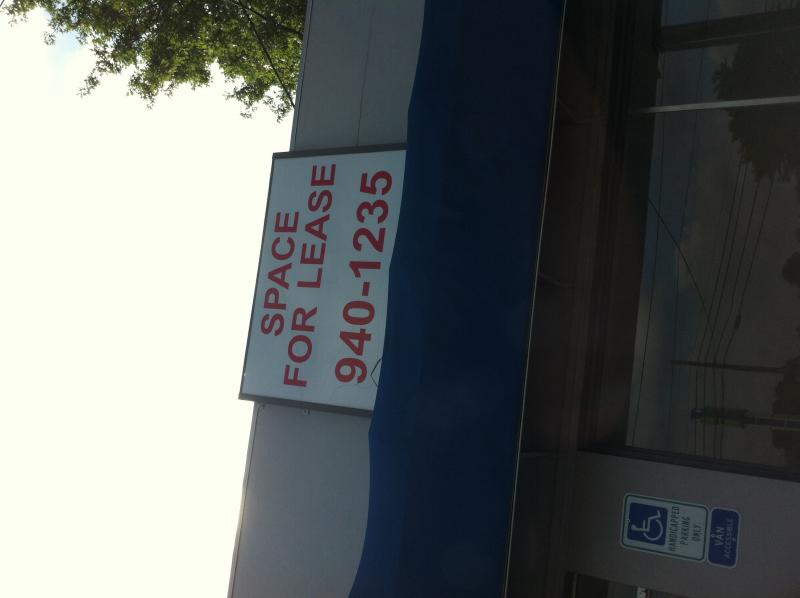 SPACE
FOR LEASE
940-1235
HANDICAPPED
PARKING
ONLY
VAN
ACCESSIBLE